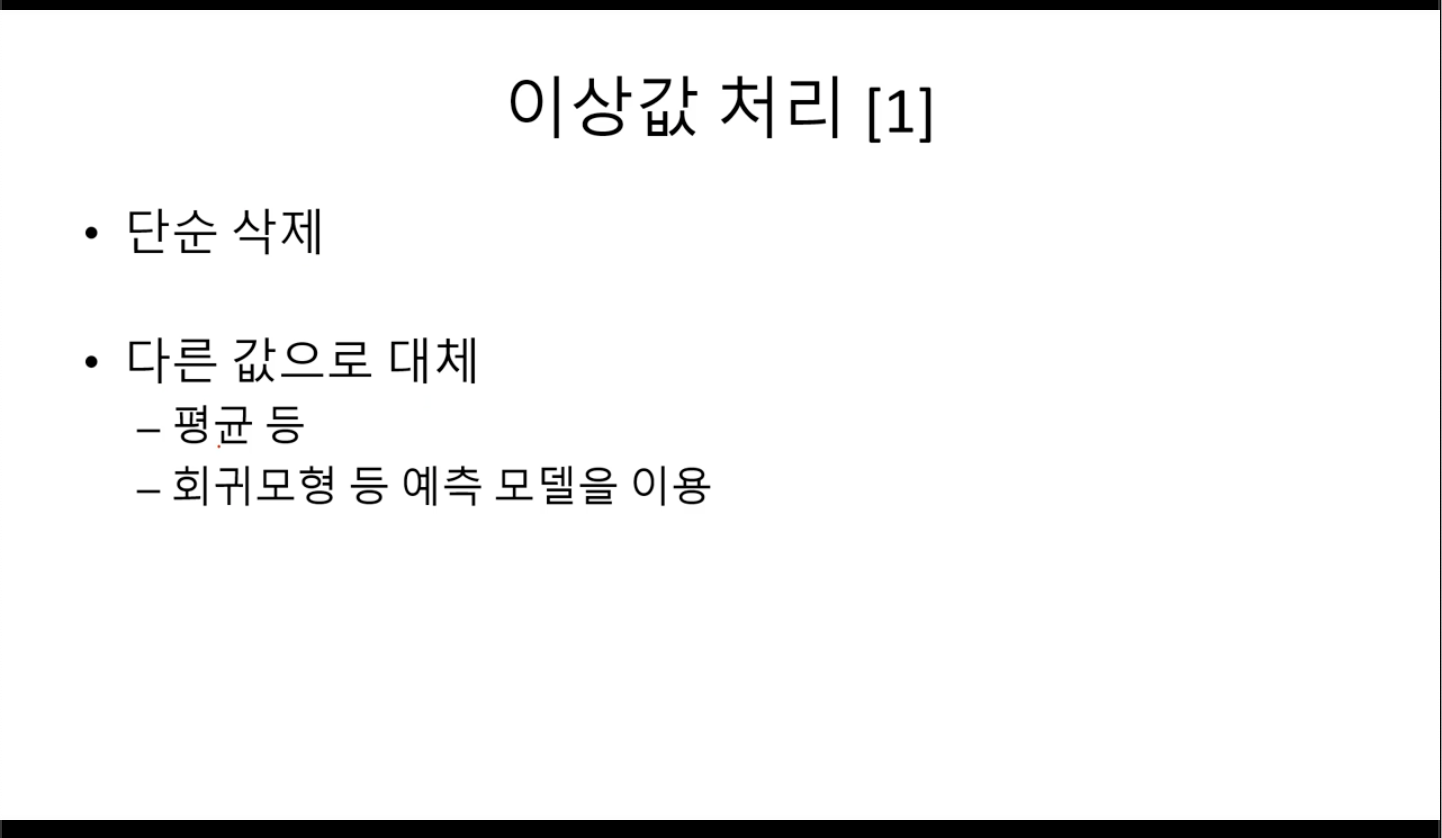 이상값 처리 [1]
• 단순 삭제
• 다른 값으로 대체
– 평균 등
– 회귀모형 등 예측 모델을 이용